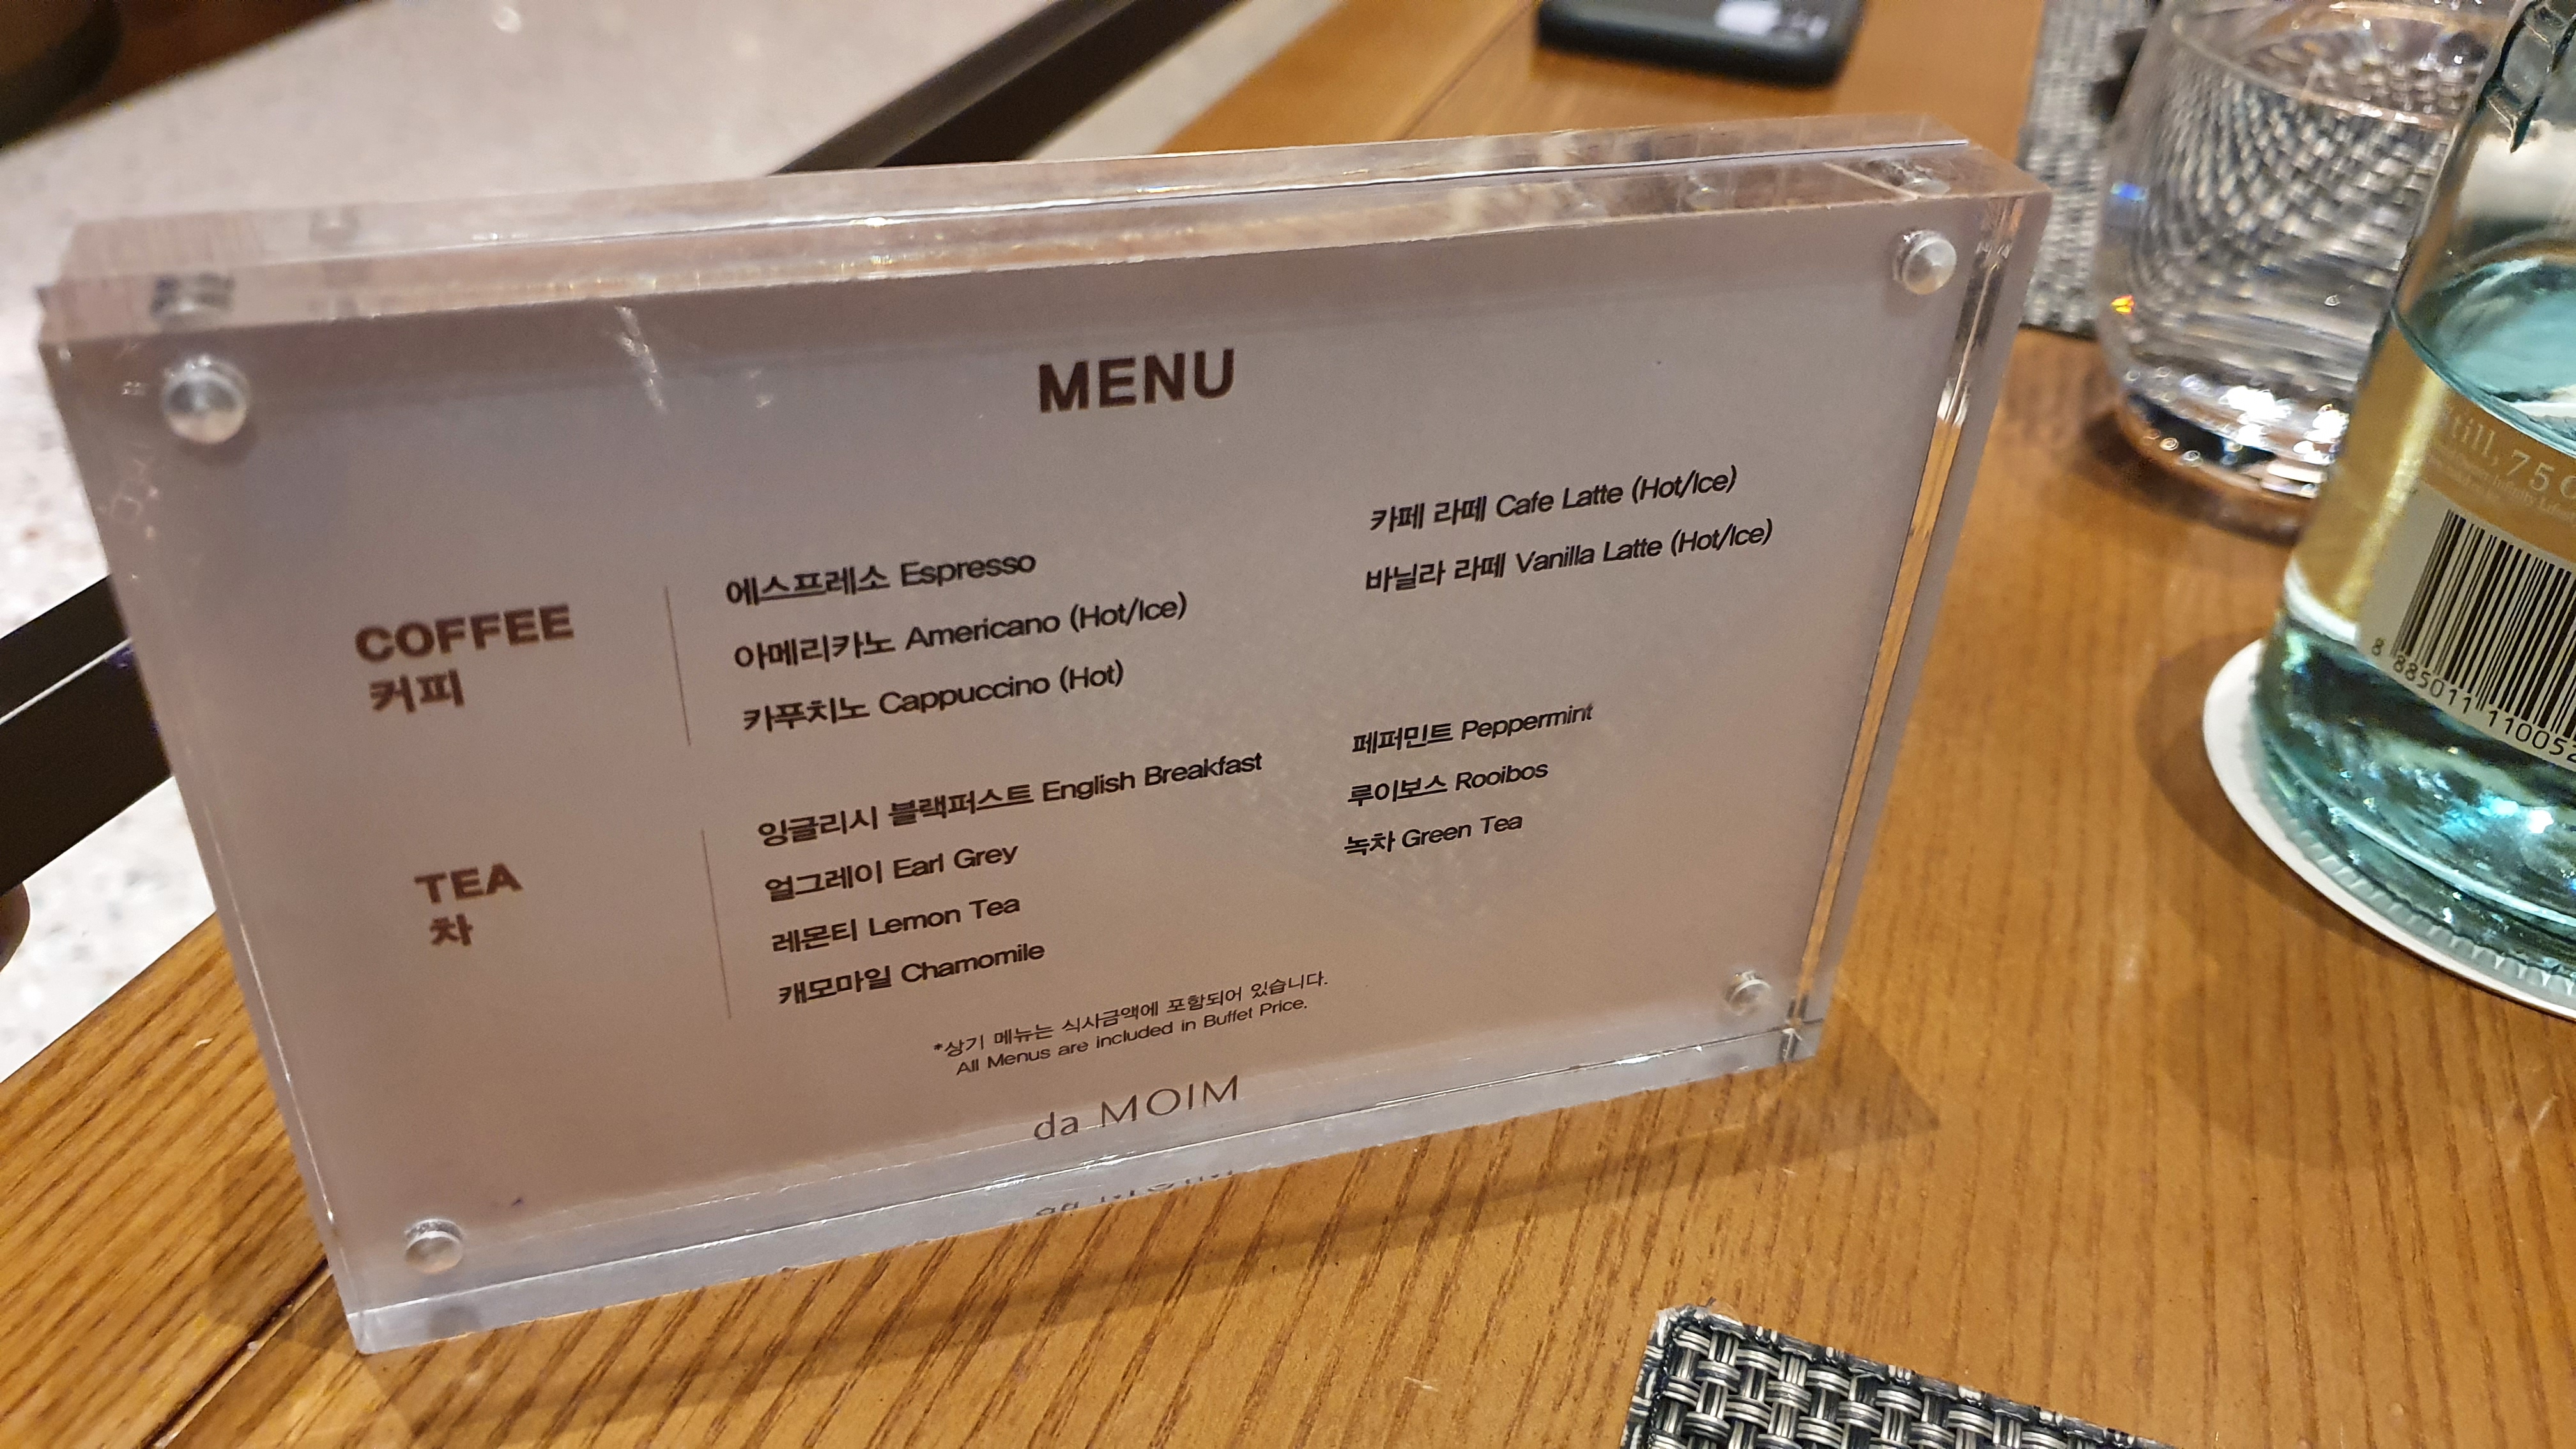 MENU
COFFEE
커피
에스프레소 Espresso
아메리카노 Americano (Hot/Ice)
카푸치노 Cappuccino (Hot)
카페 라떼 Cafe Latte (Hot/Ice)
바닐라 라떼 Vanilla Latte (Hot/Ice)
TEA
차
잉글리시 블랙퍼스트 English Breakfast
얼그레이 Earl Grey
레몬티 Lemon Tea
캐모마일 Chamomile
페퍼민트 Peppermint
루이보스 Rooibos
녹차 Green Tea
*상기 메뉴는 식사금액에 포함되어 있습니다.
All Menus are included in Buffet Price.
da MOIM
8 885011 11005